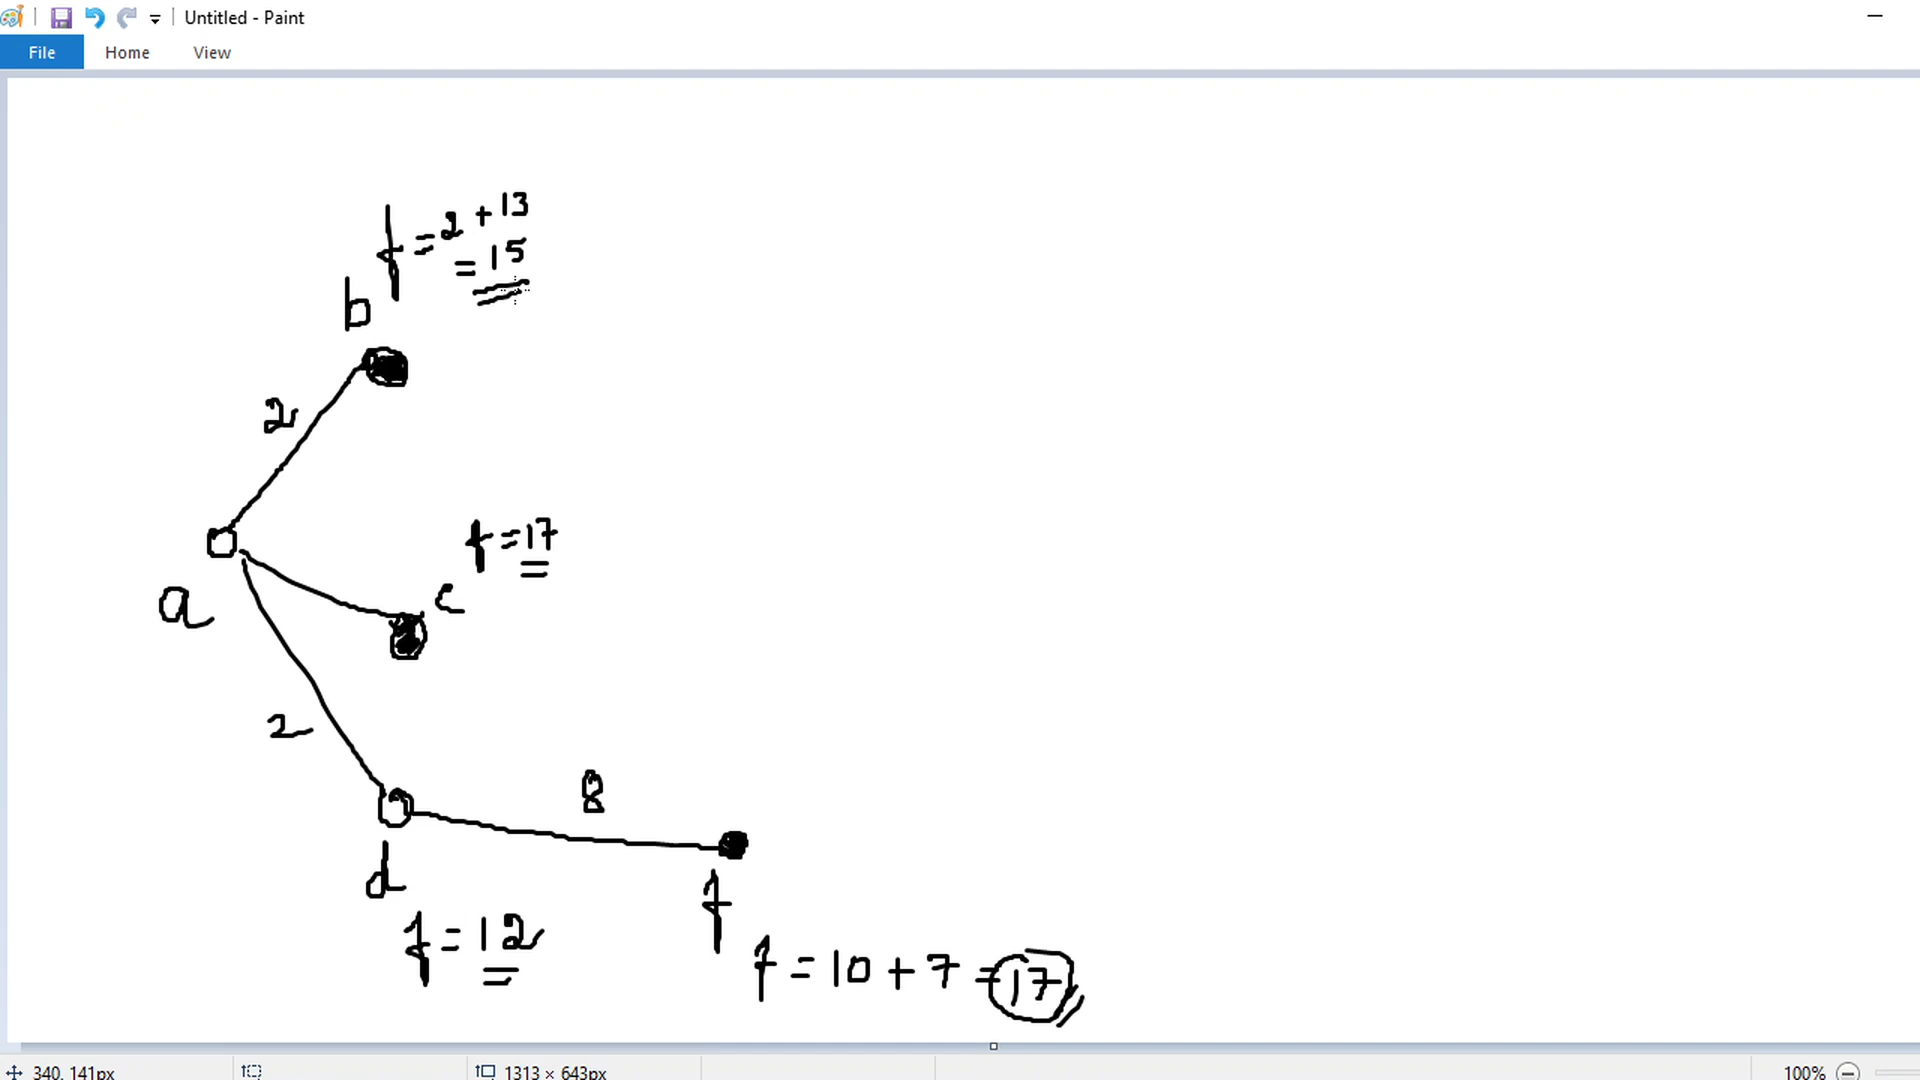 Untitled - Paint
File Home View
f = 2 + 13
= 15
b
2
f = 17
c
a
2
8
d
f
f = 12
f = 10 + 7 = 17
340, 141px
1313 × 643px
100%